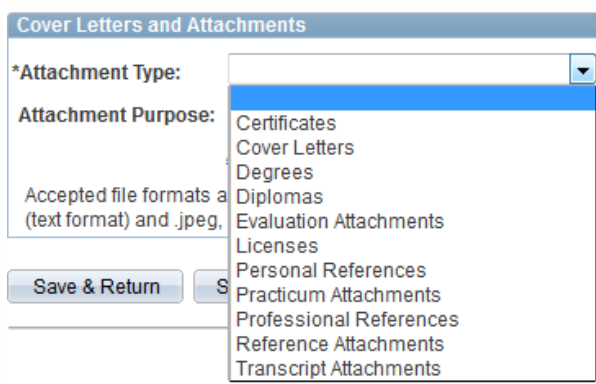 Cover Letters and Attachments
*Attachment Type:
Attachment Purpose:
Certificates
Cover Letters
Degrees
Diplomas
Evaluation Attachments
Licenses
Personal References
Practicum Attachments
Professional References
Reference Attachments
Transcript Attachments
Accepted file formats a
(text format) and .jpeg,
Save & Return
S